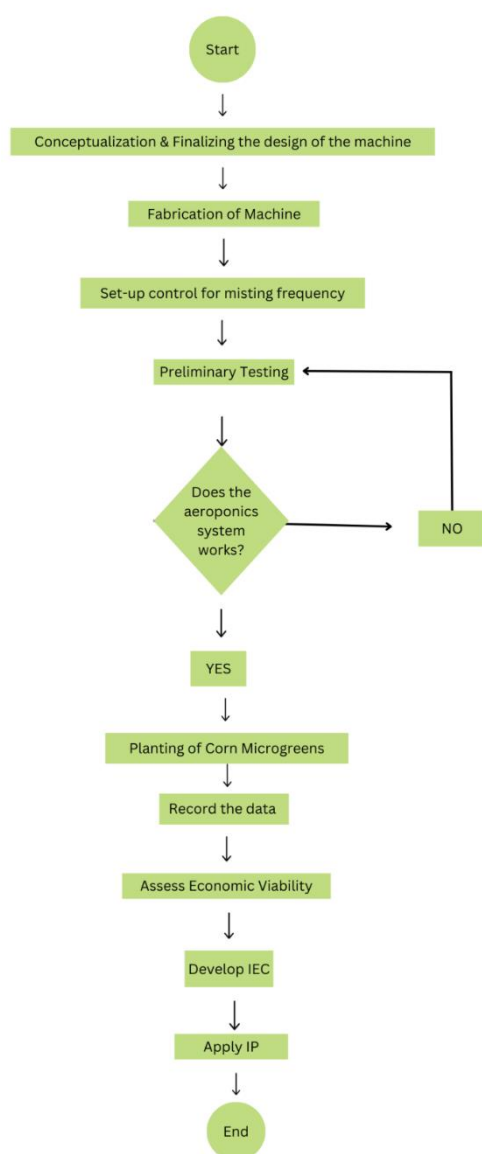 Start
Conceptualization & Finalizing the design of the machine
Fabrication of Machine
Set-up control for misting frequency
Preliminary Testing
Does the
aeroponics
system
works?
NO
YES
Planting of Corn Microgreens
Record the data
Assess Economic Viability
Develop IEC
Apply IP
End